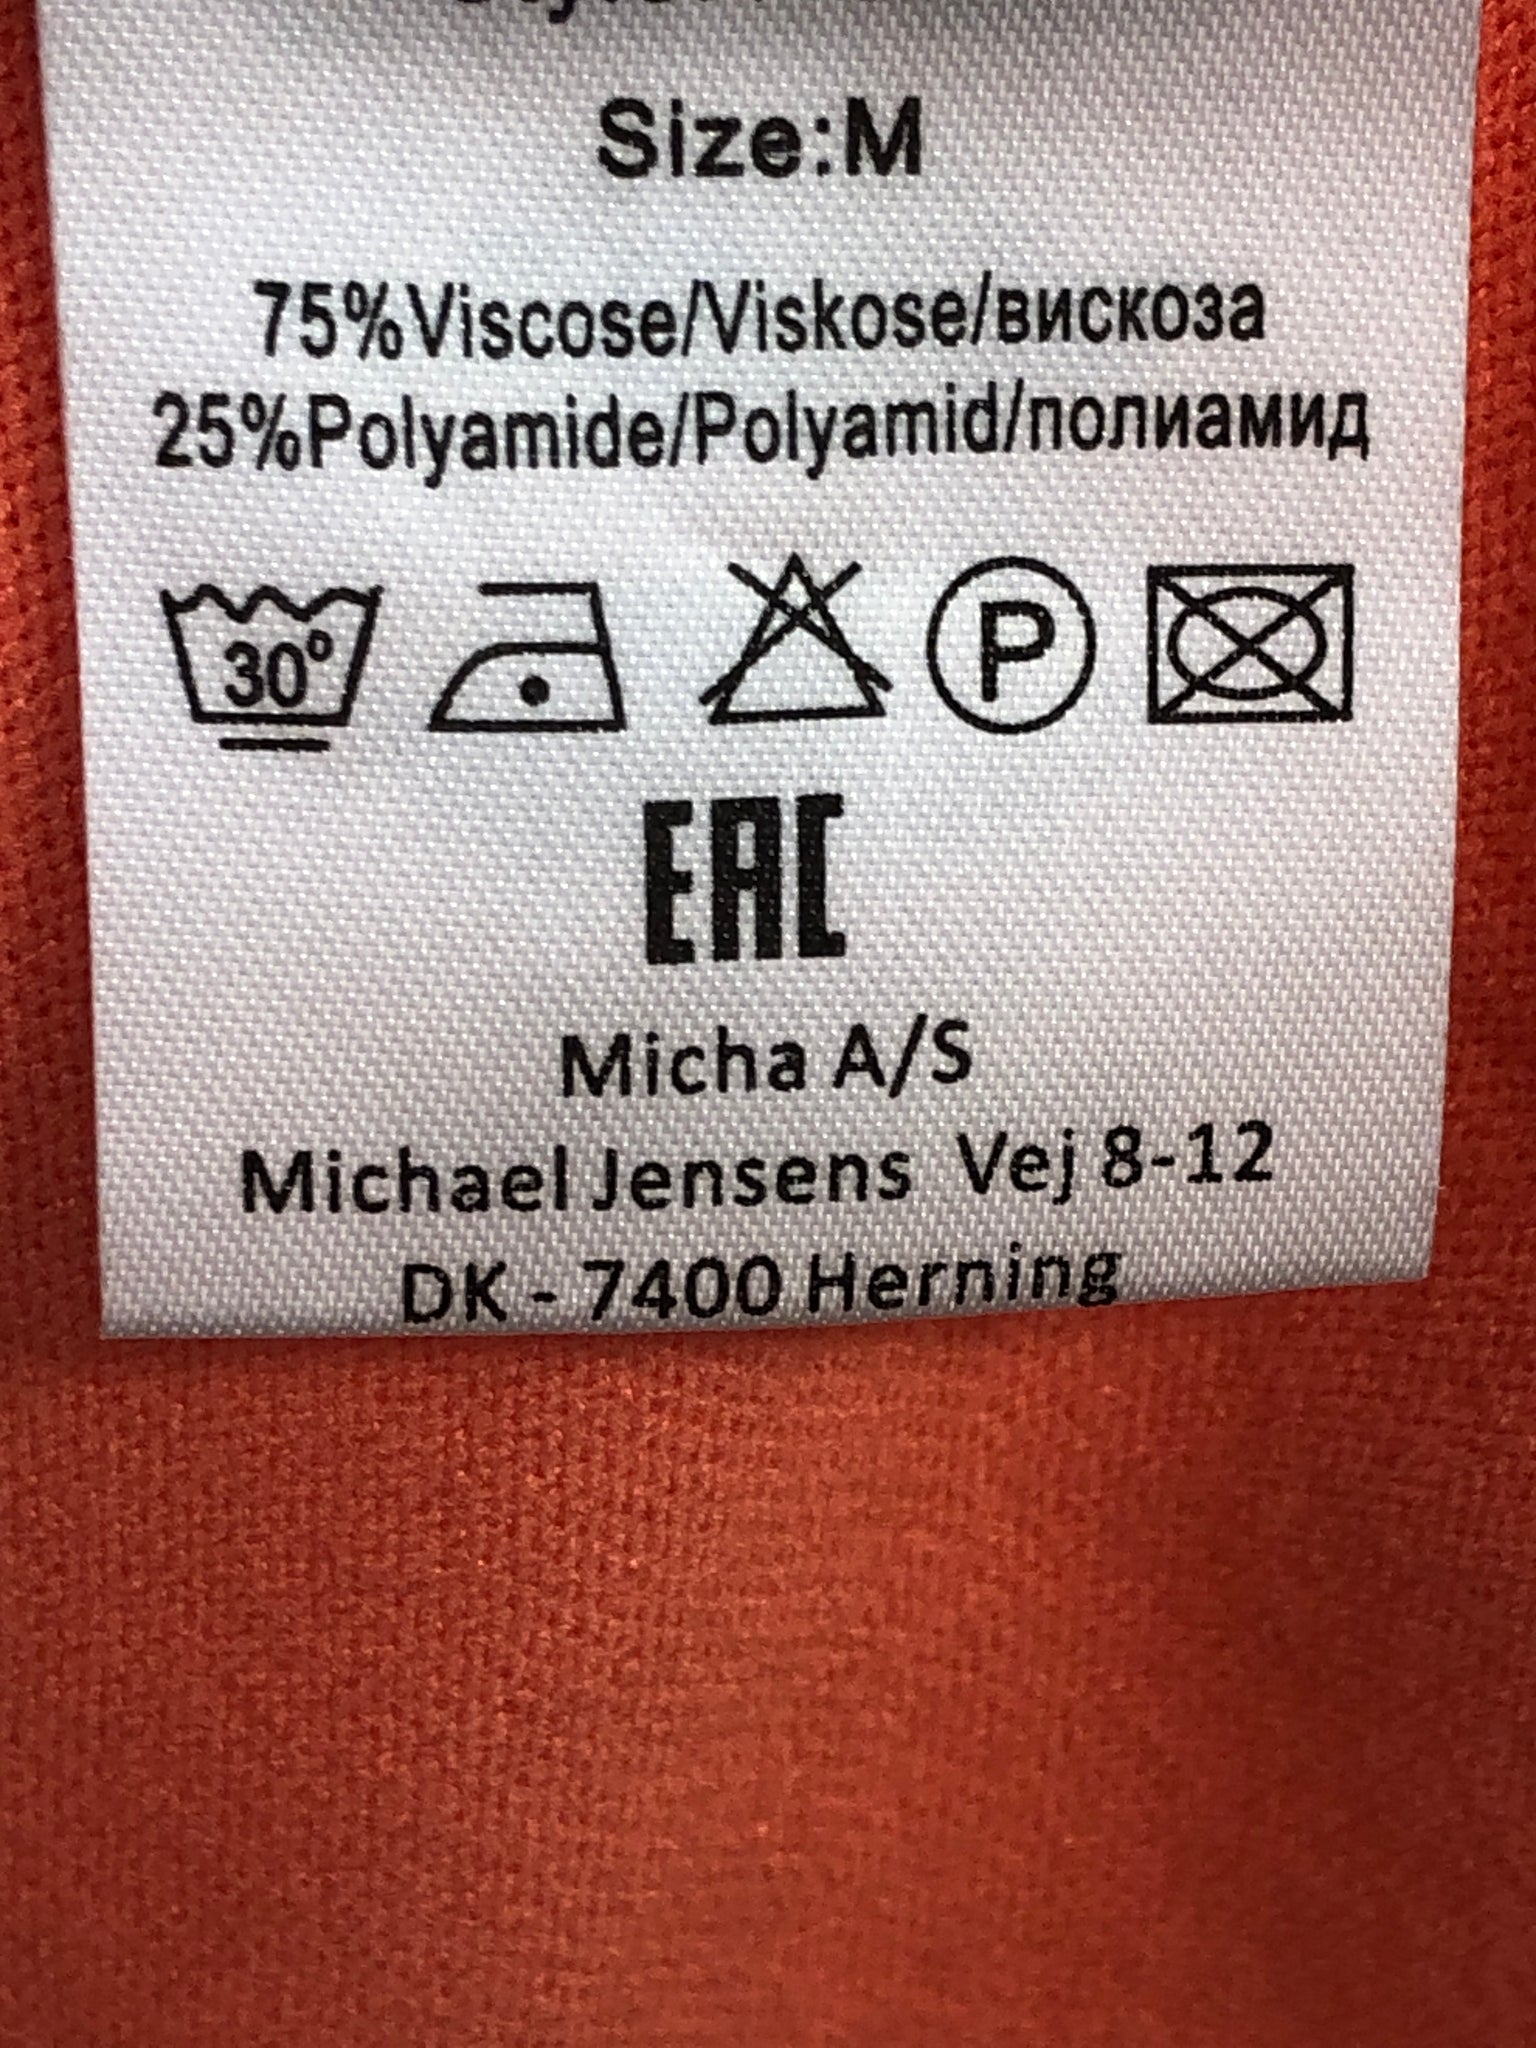 Size:M
75%Viscose/Viskose/вискоза
25%Polyamide/Polyamid/полиамид
30°
P
EAC
Micha A/S
Michael Jensens Vej 8-12
DK - 7400 Herning